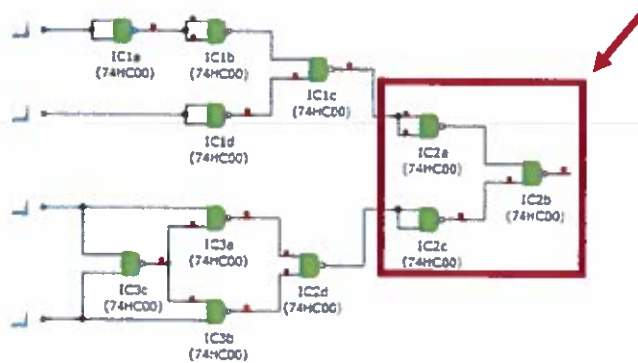 IC1a
(74HC00)
IC1b
(74HC00)
IC1c
(74HC00)
IC1d
(74HC00)
IC2a
(74HC00)
IC2b
(74HC00)
IC2c
(74HC00)
IC3a
(74HC00)
IC3c
(74HC00)
IC2d
(74HC00)
IC3b
(74HC00)